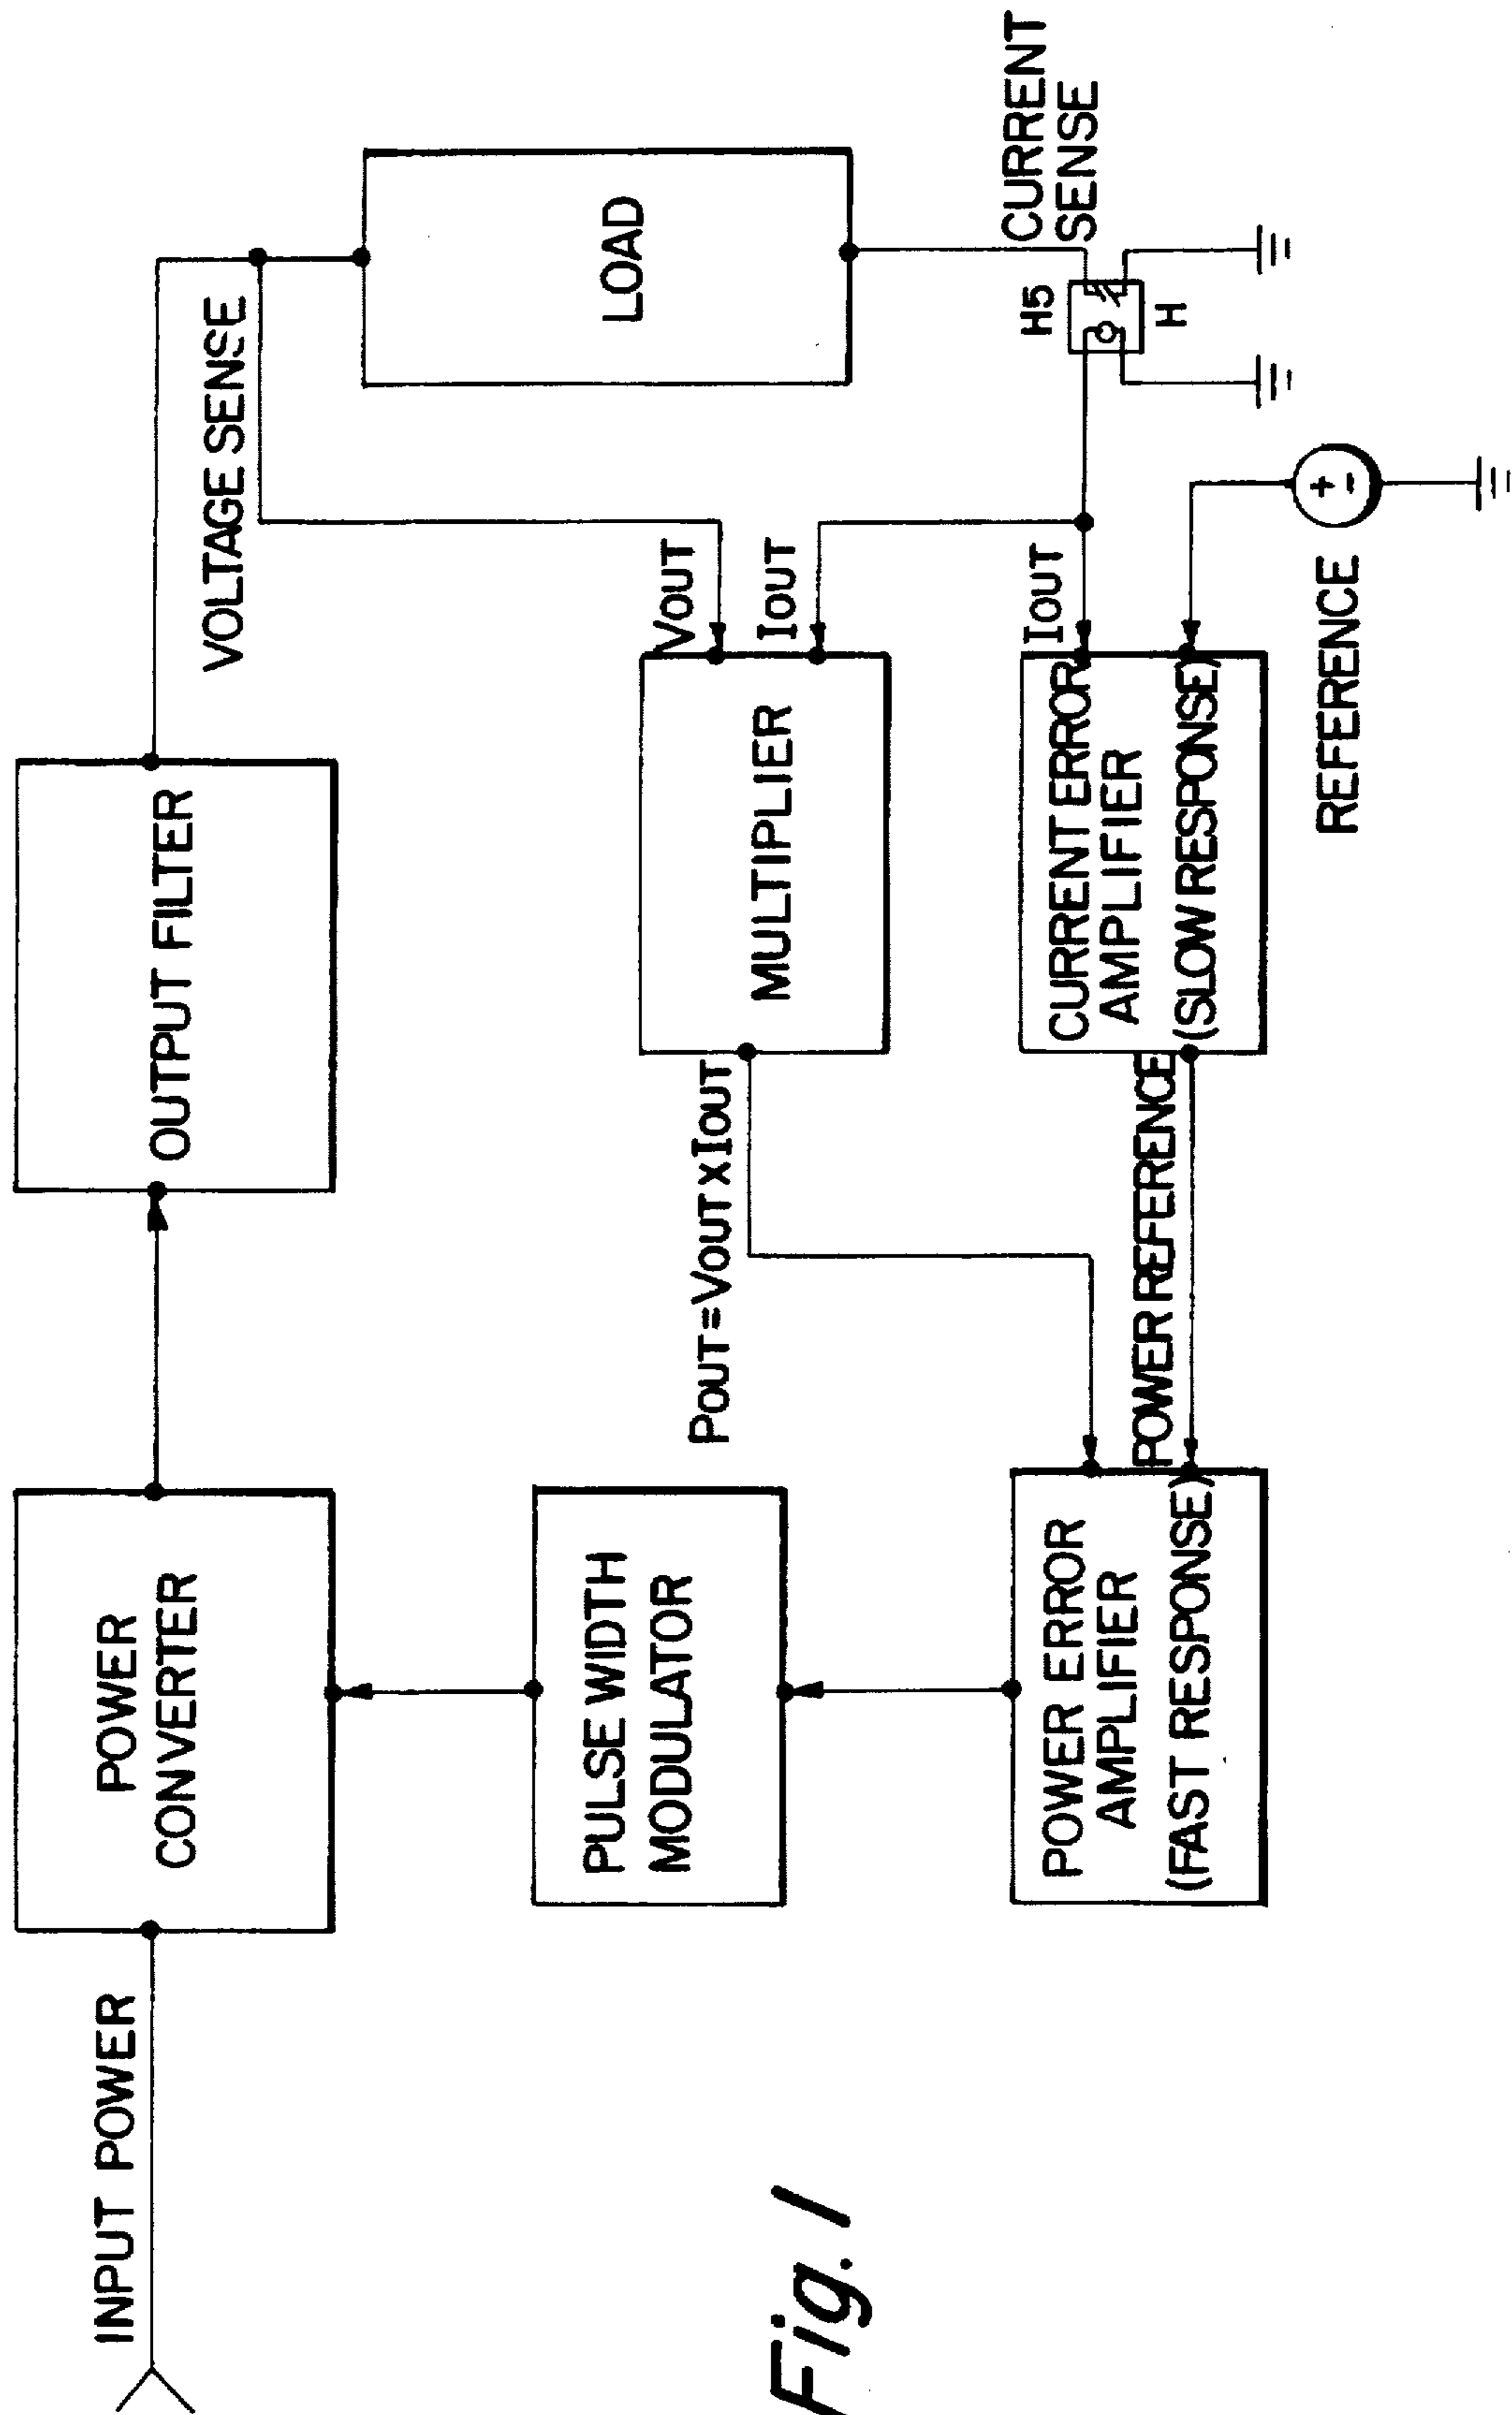 INPUT POWER
POWER
CONVERTER
OUTPUT FILTER
VOLTAGE SENSE
LOAD
PULSE WIDTH
MODULATOR
POUT=VOUT X IOUT
MULTIPLIER
VOUT
IOUT
CURRENT
SENSE
H5
H
POWER ERROR
AMPLIFIER
(FAST RESPONSE)
POWER REFERENCE
CURRENT ERROR
AMPLIFIER
(SLOW RESPONSE)
IOUT
+
-
REFERENCE
Fig. 1